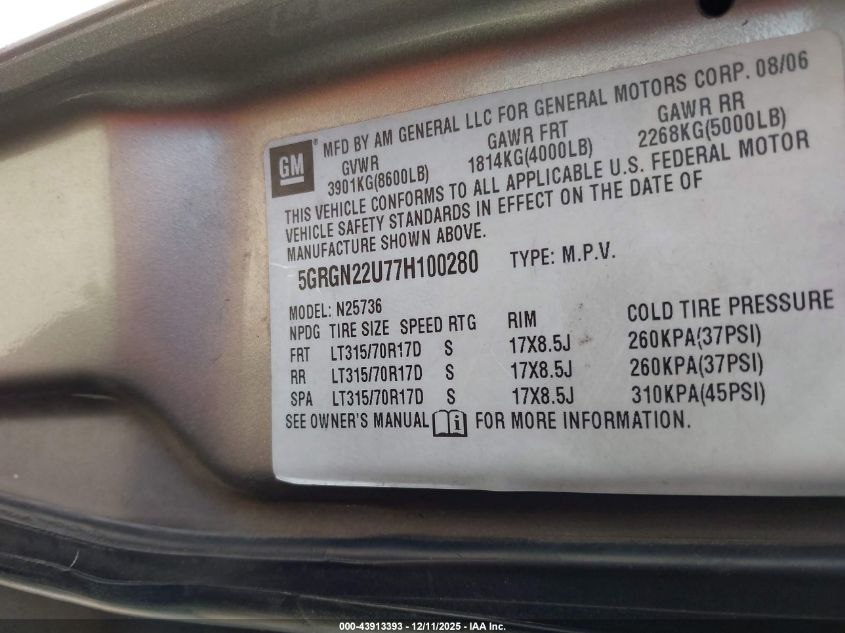 GM® MFD BY AM GENERAL LLC FOR GENERAL MOTORS CORP. 08/06
GVWR GAWR FRT GAWR RR
3901KG(8600LB) 1814KG(4000LB) 2268KG(5000LB)
THIS VEHICLE CONFORMS TO ALL APPLICABLE U.S. FEDERAL MOTOR
VEHICLE SAFETY STANDARDS IN EFFECT ON THE DATE OF
MANUFACTURE SHOWN ABOVE.
5GRGN22U77H100280 TYPE: M.P.V.
MODEL: N25736
NPDG TIRE SIZE SPEED RTG RIM COLD TIRE PRESSURE
FRT LT315/70R17D S 17X8.5J 260KPA(37PSI)
RR LT315/70R17D S 17X8.5J 260KPA(37PSI)
SPA LT315/70R17D S 17X8.5J 310KPA(45PSI)
SEE OWNER'S MANUAL i FOR MORE INFORMATION.
000-43913393 - 12/11/2025 - IAA Inc.